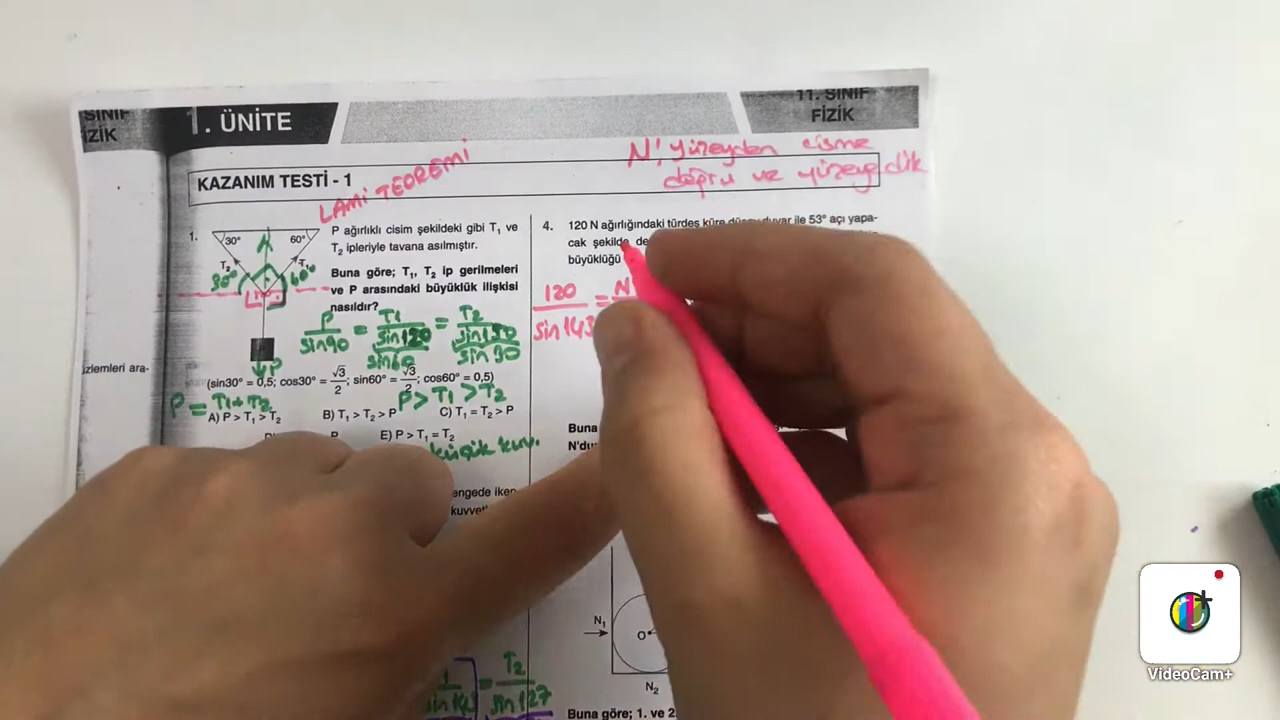 SINIF
İZİK
1. ÜNİTE
11. SINIF
FİZİK
KAZANIM TESTİ - 1
LAMİ TEOREMİ
N! Yüzeyden cisme
doğru ve yüzeye dik
1.
30°
60°
T₂
T₁
30°
60°
P
P ağırlıklı cisim şekildeki gibi T₁ ve
T₂ ipleriyle tavana asılmıştır.
Buna göre; T₁, T₂ ip gerilmeleri
ve P arasındaki büyüklük ilişkisi
nasıldır?
P/sin90 = T₁/sin120 = T₂/sin150
sin60 sin30
(sin30° = 0,5; cos30° = √3/2; sin60° = √3/2; cos60° = 0,5)
P = T₁+T₂
P > T₁ > T₂
A) P > T₁ > T₂ B) T₁ > T₂ > P C) T₁ = T₂ > P
E) P > T₁ = T₂
küçük kuv.
özlemleri ara-
engede iken
T₂
sin127
4. 120 N ağırlığındaki türdeş küre duvar ile 53° açı yapa-
cak şekilde
büyüklüğü
120 = N
sin143
Buna
N'du
N₁
O
N₂
Buna göre; 1. ve 2.
VideoCam+